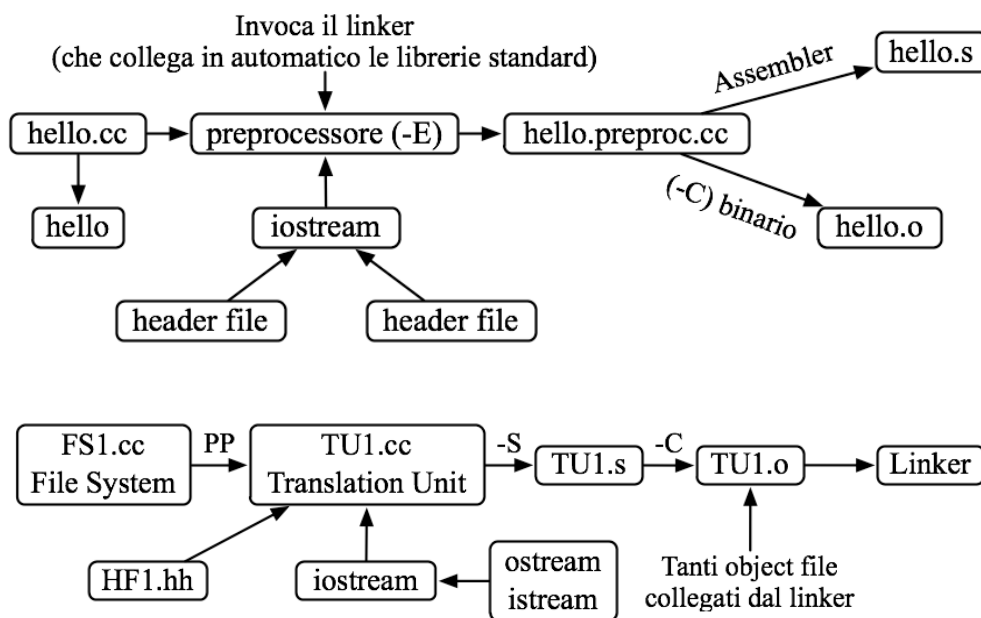 Invoca il linker
(che collega in automatico le librerie standard)
hello.s
Assembler
hello.cc
preprocessore (-E)
hello.preproc.cc
(-C) binario
hello
iostream
hello.o
header file
header file
FS1.cc
File System
PP
TU1.cc
Translation Unit
-S
TU1.s
-C
TU1.o
Linker
HF1.hh
iostream
ostream
istream
Tanti object file
collegati dal linker